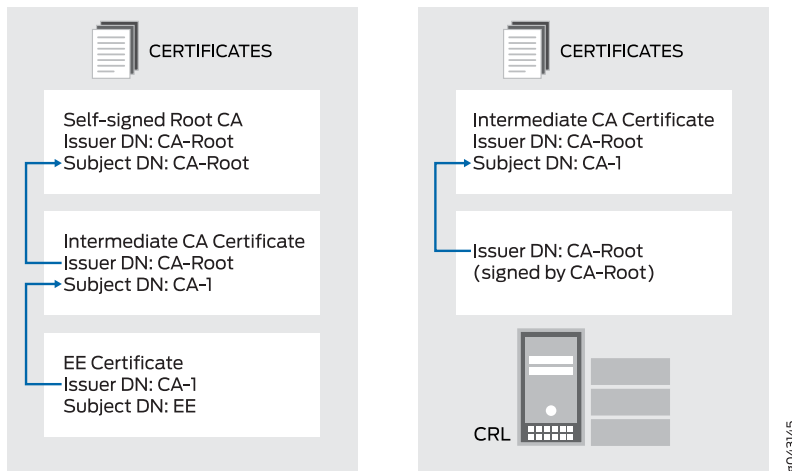 CERTIFICATES
Self-signed Root CA
Issuer DN: CA-Root
Subject DN: CA-Root
Intermediate CA Certificate
Issuer DN: CA-Root
Subject DN: CA-1
EE Certificate
Issuer DN: CA-1
Subject DN: EE
CERTIFICATES
Intermediate CA Certificate
Issuer DN: CA-Root
Subject DN: CA-1
Issuer DN: CA-Root
(signed by CA-Root)
CRL
g043145